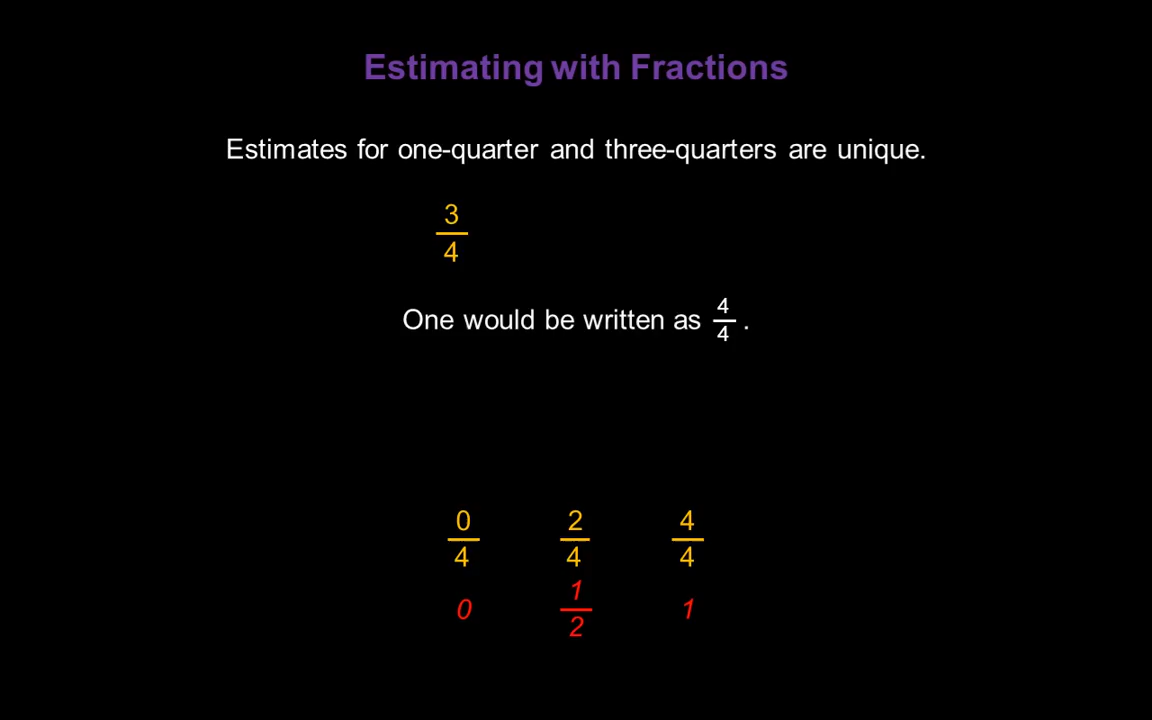 Estimating with Fractions
Estimates for one-quarter and three-quarters are unique.
3
4
One would be written as 4/4 .
0 2 4
4 4 4
0 1/2 1